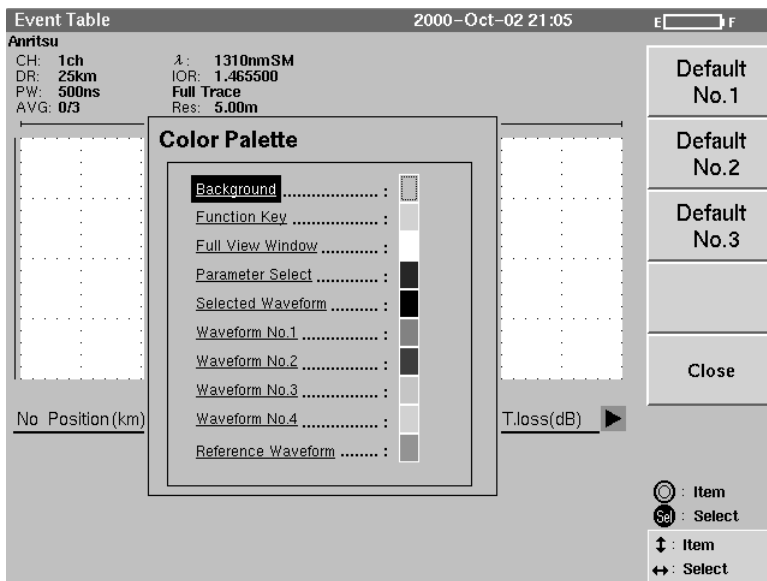 Event Table 2000-Oct-02 21:05 E F
Anritsu
CH: 1ch λ: 1310nmSM
DR: 25km IOR: 1.465500
PW: 500ns Full Trace
AVG: 0/3 Res: 5.00m
Color Palette
Background .................. :
Function Key ................ :
Full View Window ........... :
Parameter Select ............ :
Selected Waveform ......... :
Waveform No.1 ............. :
Waveform No.2 ............. :
Waveform No.3 ............. :
Waveform No.4 ............. :
Reference Waveform ....... :
No Position(km) T.loss(dB)
Default
No.1
Default
No.2
Default
No.3
Close
: Item
Sel : Select
↕ : Item
↔ : Select